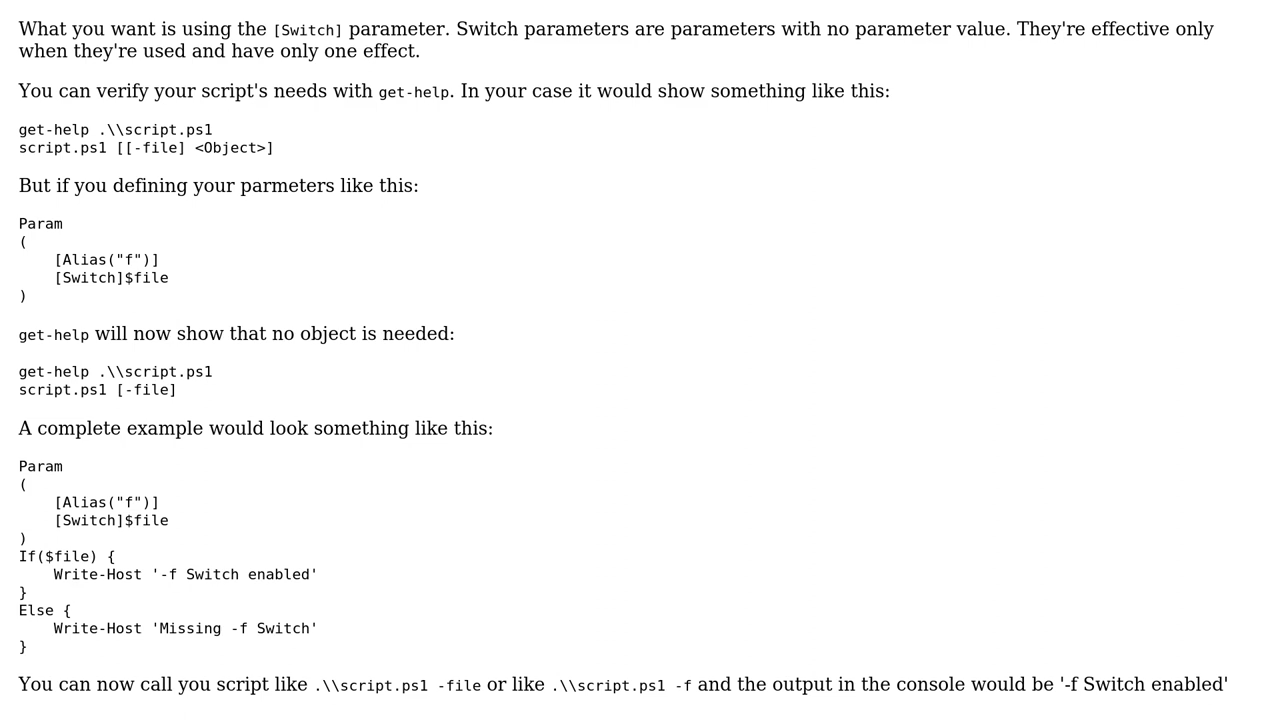 What you want is using the [Switch] parameter. Switch parameters are parameters with no parameter value. They're effective only
when they're used and have only one effect.
You can verify your script's needs with get-help. In your case it would show something like this:
get-help .\\script.ps1
script.ps1 [[-file] <Object>]
But if you defining your parmeters like this:
Param
(
    [Alias("f")]
    [Switch]$file
)
get-help will now show that no object is needed:
get-help .\\script.ps1
script.ps1 [-file]
A complete example would look something like this:
Param
(
    [Alias("f")]
    [Switch]$file
)
If($file) {
    Write-Host '-f Switch enabled'
}
Else {
    Write-Host 'Missing -f Switch'
}
You can now call you script like .\\script.ps1 -file or like .\\script.ps1 -f and the output in the console would be '-f Switch enabled'